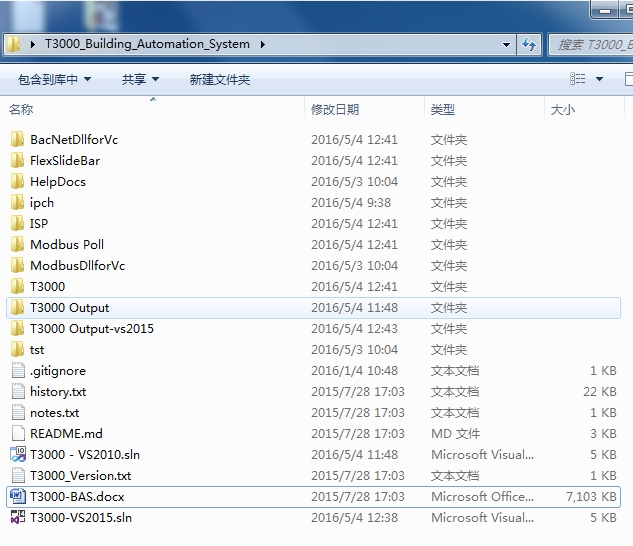 T3000_Building_Automation_System
搜索 T3000_B
包含到库中 共享 新建文件夹
名称 修改日期 类型 大小
BacNetDllforVc 2016/5/4 12:41 文件夹
FlexSlideBar 2016/5/4 12:41 文件夹
HelpDocs 2016/5/3 10:04 文件夹
ipch 2016/5/4 9:38 文件夹
ISP 2016/5/4 12:41 文件夹
Modbus Poll 2016/5/4 12:41 文件夹
ModbusDllforVc 2016/5/3 10:04 文件夹
T3000 2016/5/4 12:41 文件夹
T3000 Output 2016/5/4 11:48 文件夹
T3000 Output-vs2015 2016/5/4 12:43 文件夹
tst 2016/5/3 10:04 文件夹
.gitignore 2016/1/4 10:48 文本文档 1 KB
history.txt 2015/7/28 17:03 文本文档 22 KB
notes.txt 2015/7/28 17:03 文本文档 1 KB
README.md 2015/7/28 17:03 MD 文件 3 KB
T3000 - VS2010.sln 2016/5/4 11:48 Microsoft Visual... 5 KB
T3000_Version.txt 2015/7/28 17:03 文本文档 1 KB
T3000-BAS.docx 2015/7/28 17:03 Microsoft Office... 7,103 KB
T3000-VS2015.sln 2016/5/4 12:38 Microsoft Visual... 5 KB